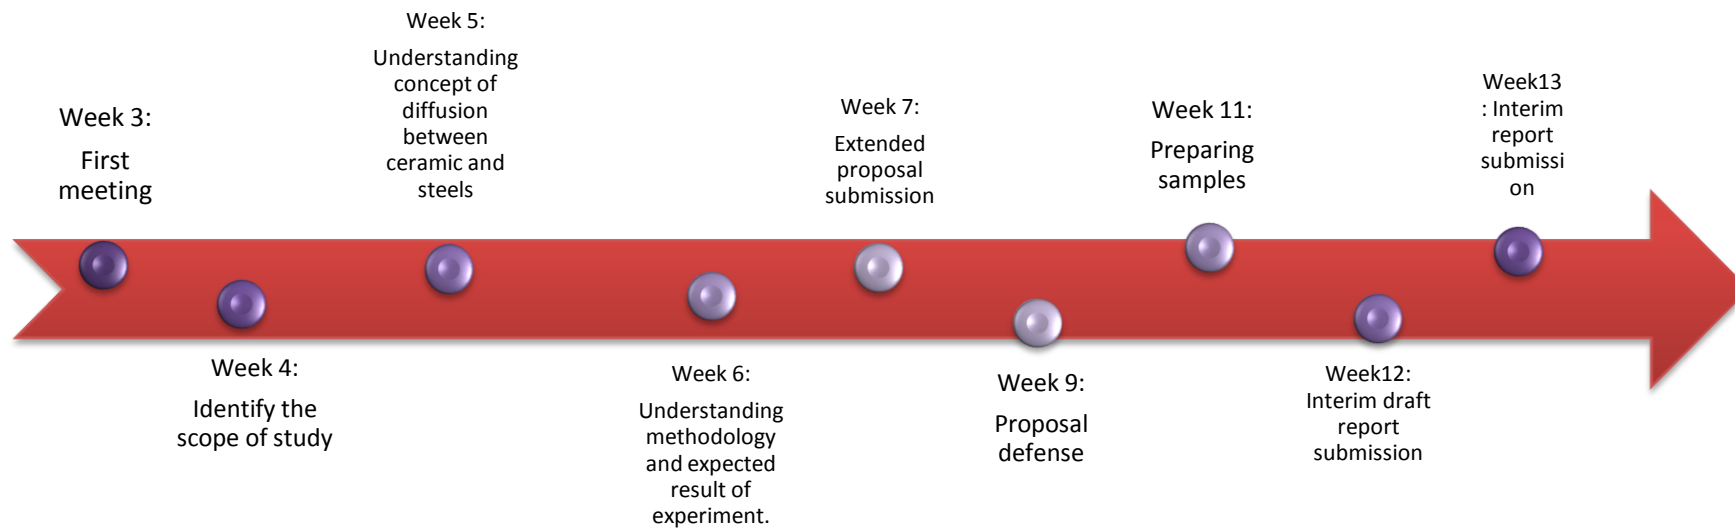 Week 3:
First
meeting
Week 4:
Identify the
scope of study
Week 5:
Understanding
concept of
diffusion
between
ceramic and
steels
Week 6:
Understanding
methodology
and expected
result of
experiment.
Week 7:
Extended
proposal
submission
Week 9:
Proposal
defense
Week 11:
Preparing
samples
Week12:
Interim draft
report
submission
Week13
: Interim
report
submissi
on